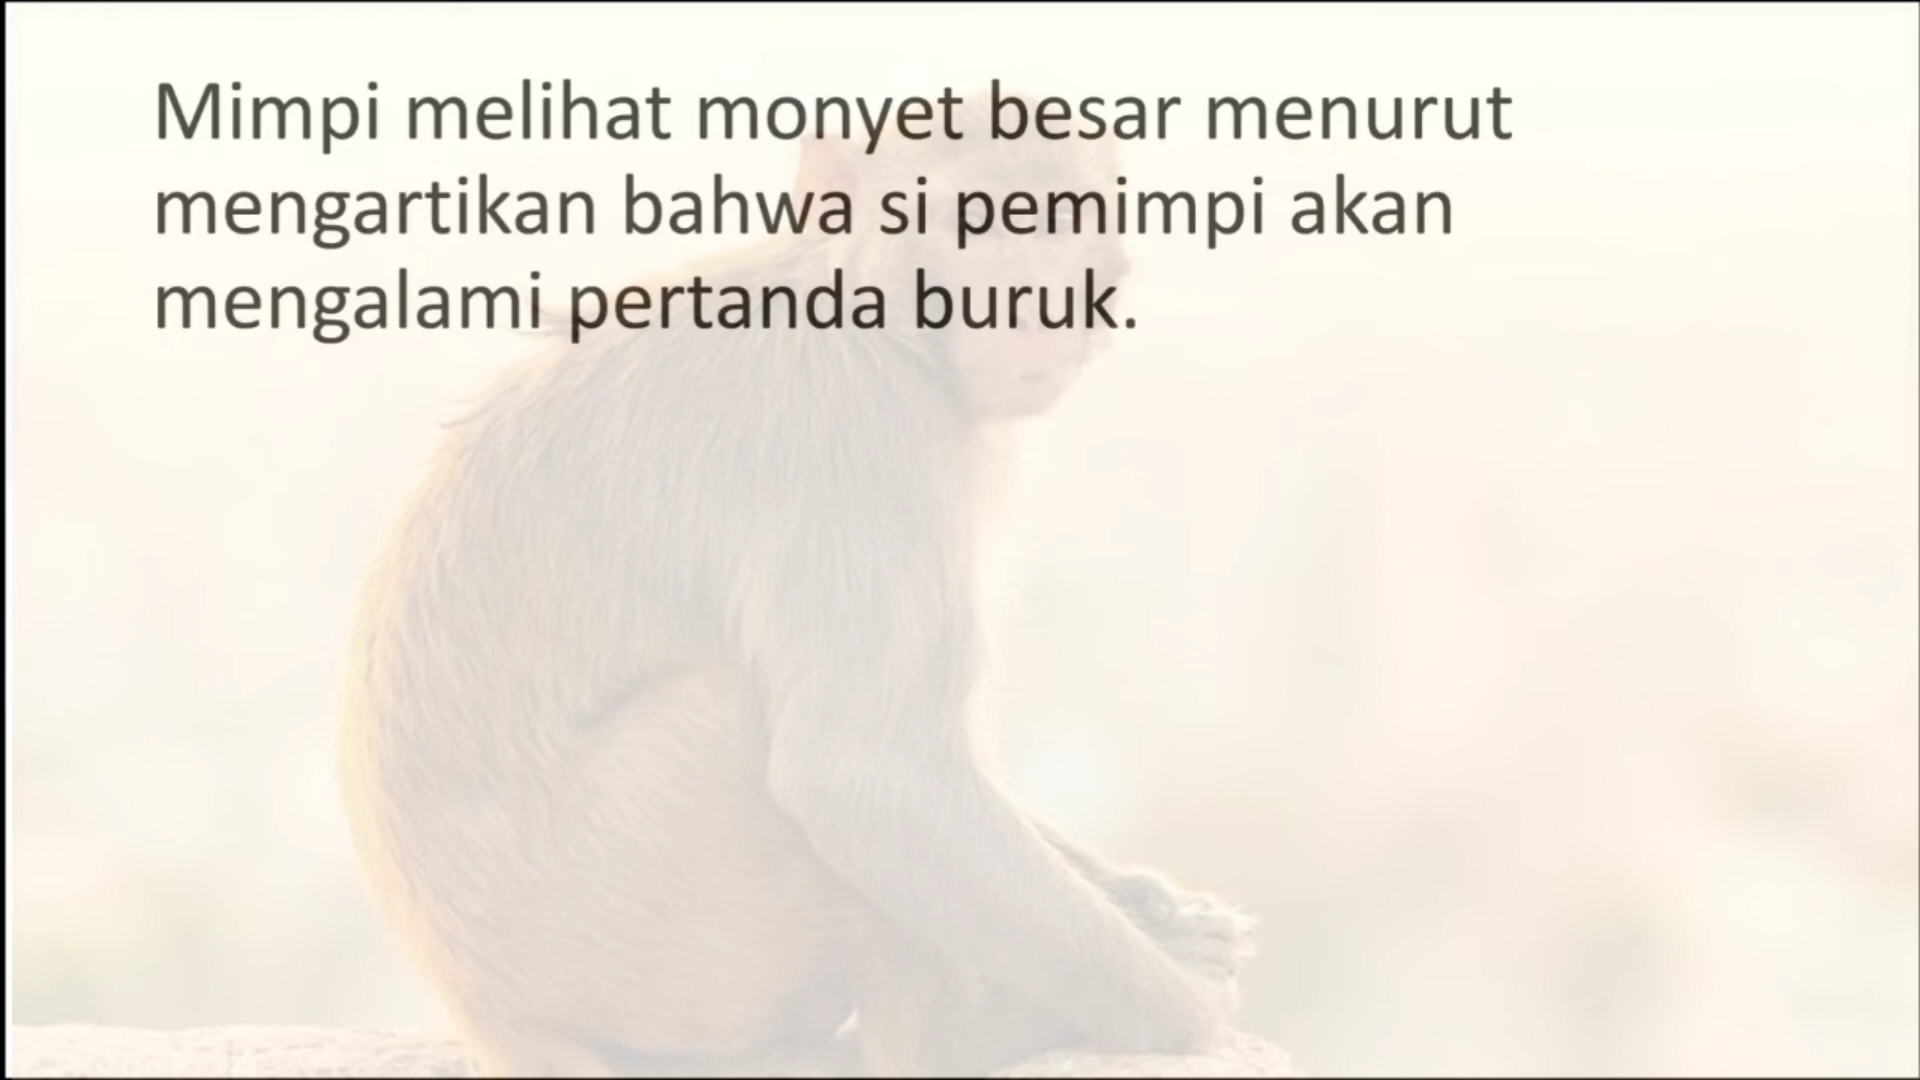 Mimpi melihat monyet besar menurut
mengartikan bahwa si pemimpi akan
mengalami pertanda buruk.